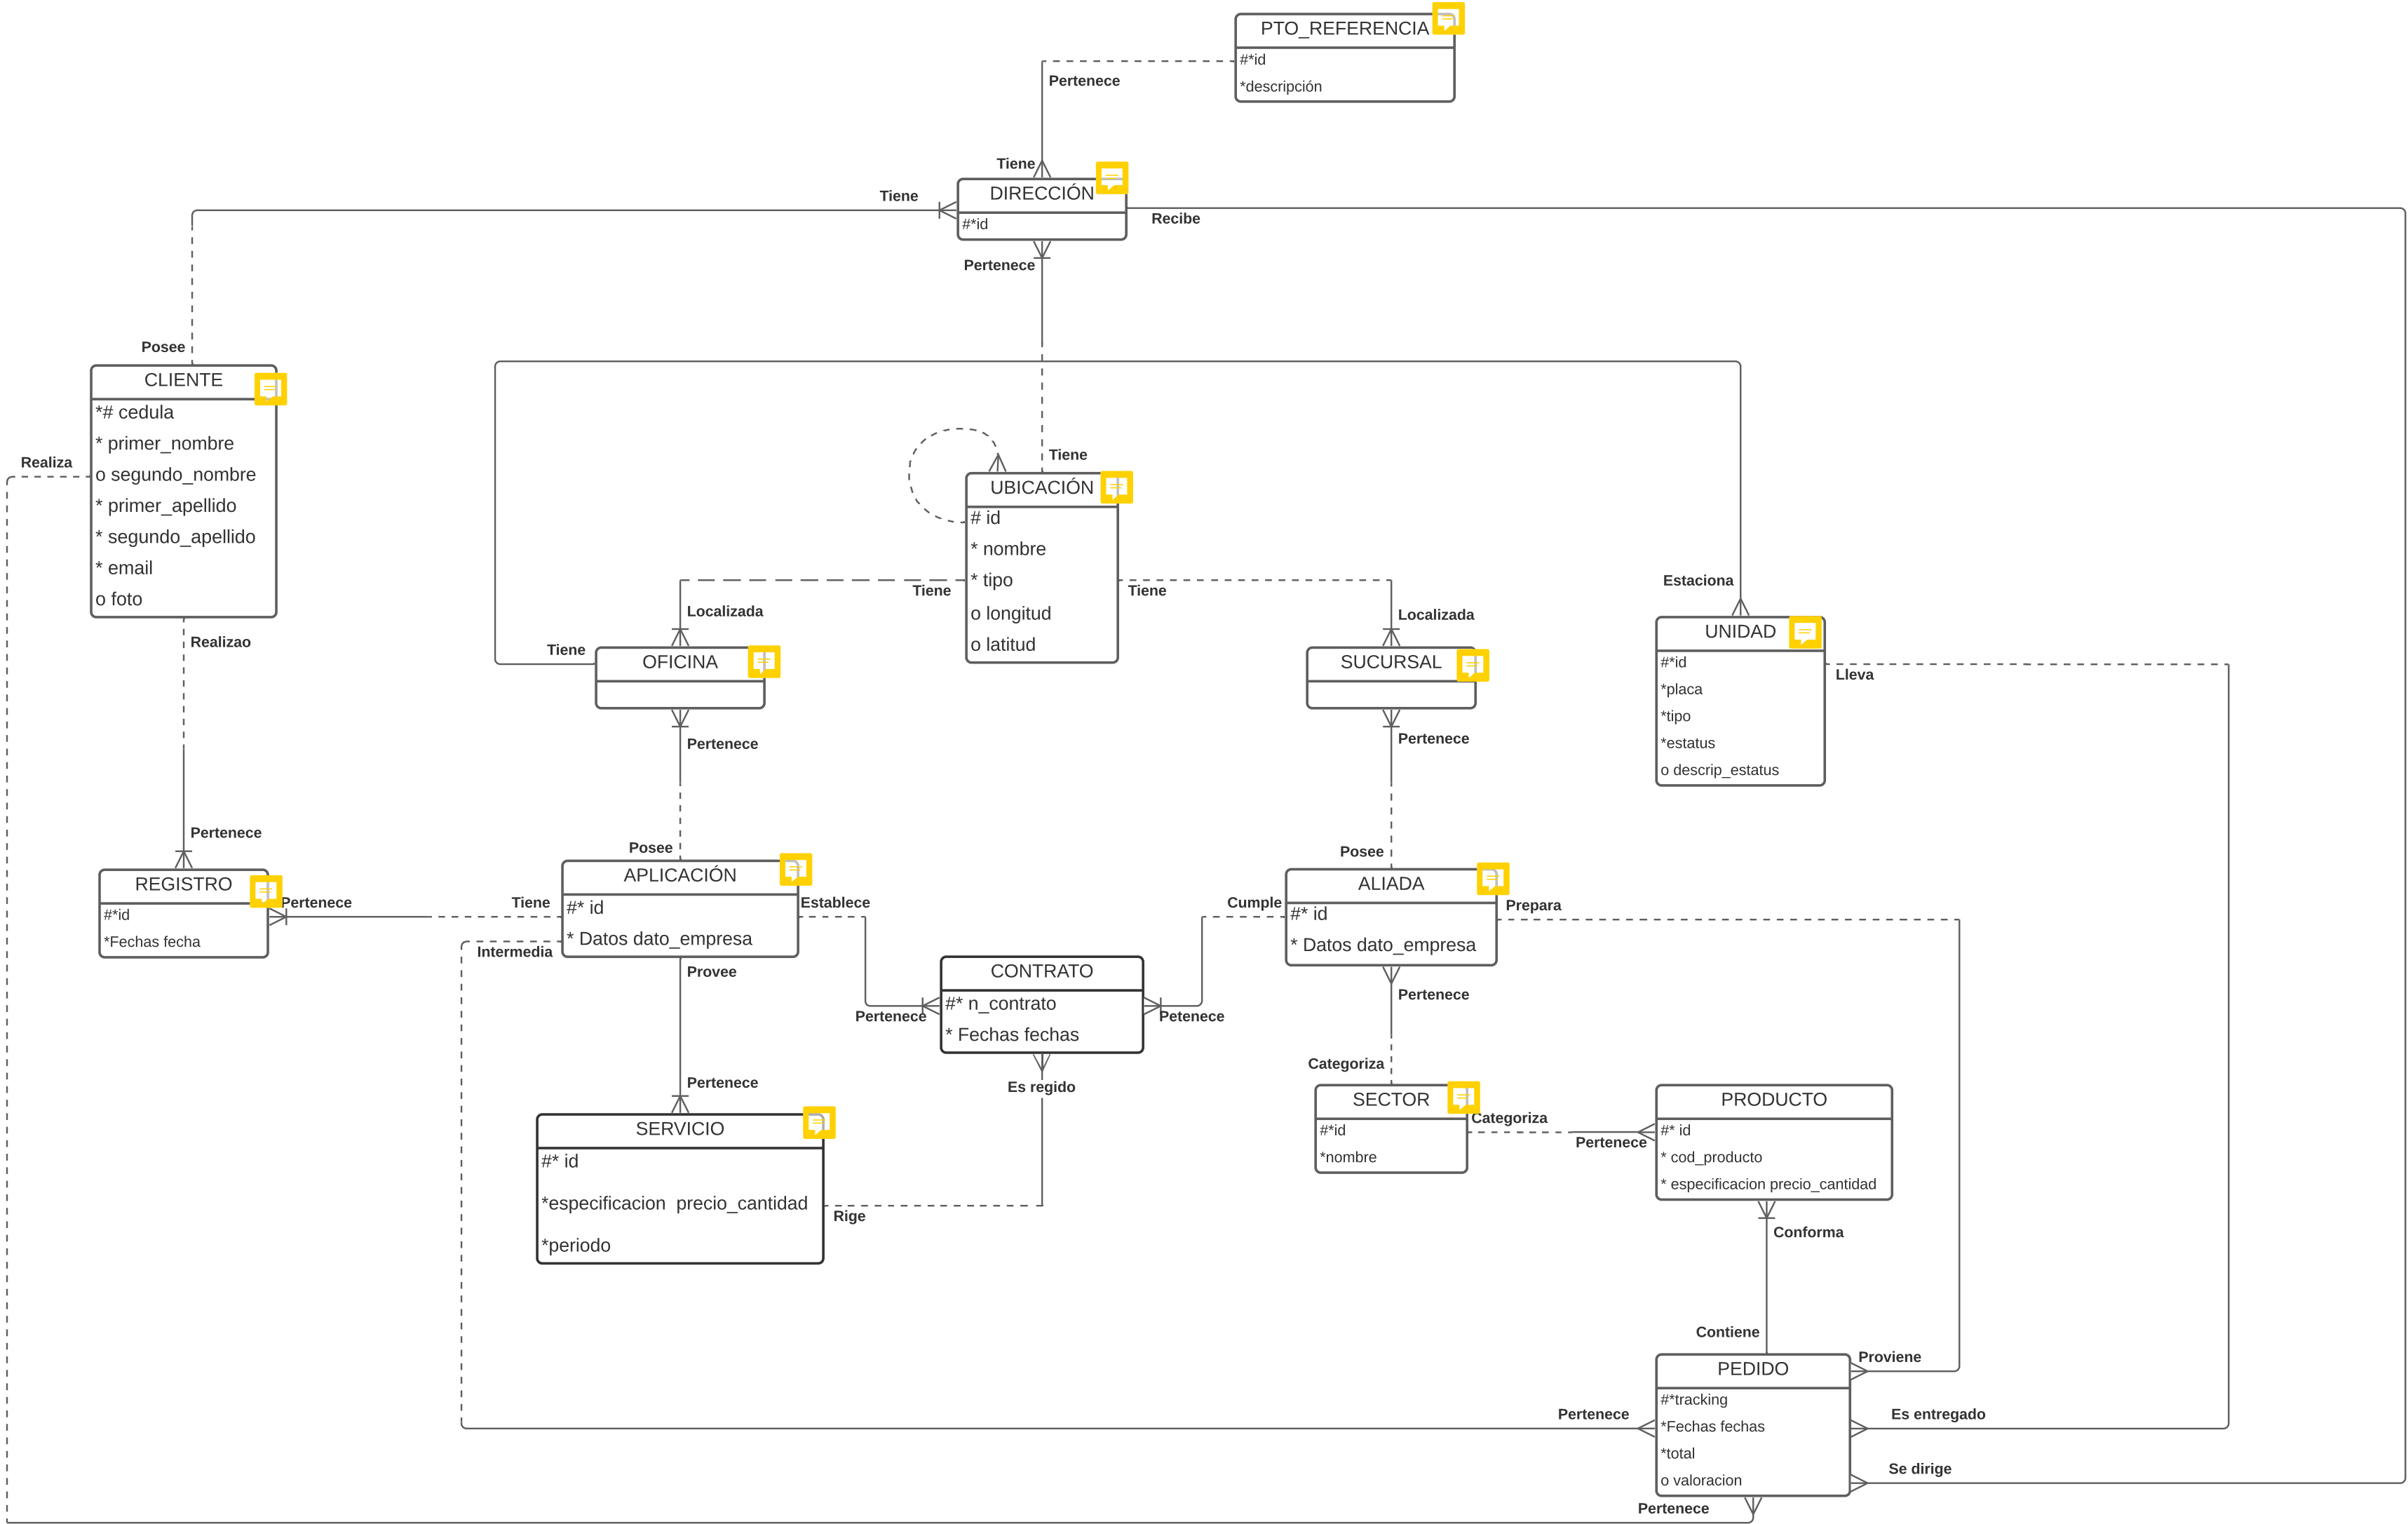 PTO_REFERENCIA
#*id
*descripción
Pertenece
Tiene
Tiene
DIRECCIÓN
#*id
Recibe
Pertenece
Posee
CLIENTE
*# cedula
* primer_nombre
o segundo_nombre
* primer_apellido
* segundo_apellido
* email
o foto
Realiza
Realizao
Tiene
UBICACIÓN
# id
* nombre
* tipo
o longitud
o latitud
Tiene
Tiene
Localizada
Localizada
Estaciona
Tiene
OFICINA
SUCURSAL
UNIDAD
#*id
*placa
*tipo
*estatus
o descrip_estatus
Lleva
Pertenece
Pertenece
Pertenece
Posee
Posee
REGISTRO
#*id
*Fechas fecha
Pertenece
Tiene
APLICACIÓN
#* id
* Datos dato_empresa
Establece
Cumple
ALIADA
#* id
* Datos dato_empresa
Prepara
Intermedia
Provee
CONTRATO
#* n_contrato
* Fechas fechas
Pertenece
Petenece
Pertenece
Categoriza
Pertenece
Es regido
SERVICIO
#* id
*especificacion precio_cantidad
*periodo
Rige
SECTOR
#*id
*nombre
Categoriza
Pertenece
PRODUCTO
#* id
* cod_producto
* especificacion precio_cantidad
Conforma
Contiene
PEDIDO
#*tracking
*Fechas fechas
*total
o valoracion
Proviene
Pertenece
Es entregado
Se dirige
Pertenece